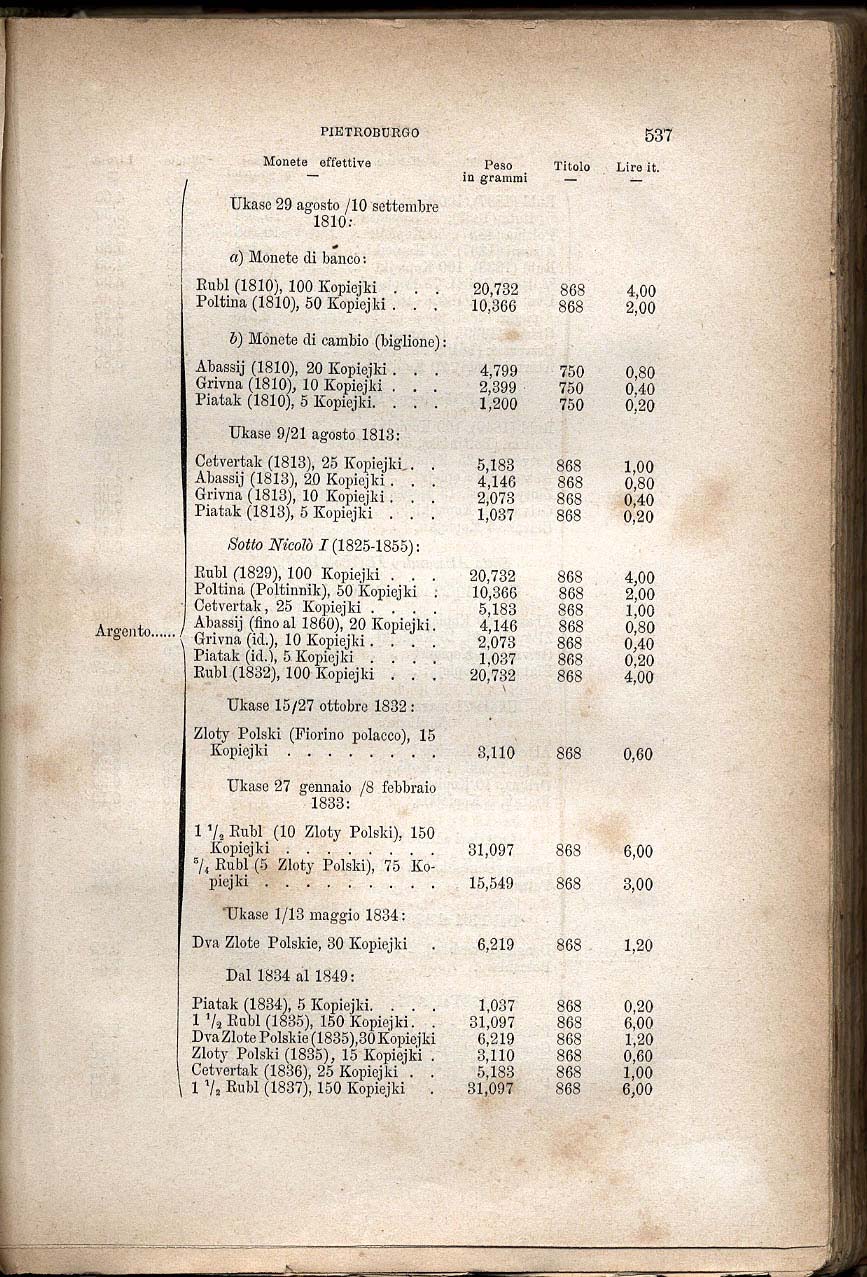 PIETROBURGO 537
Monete effettive Peso in grammi Titolo Lire it.
Ukase 29 agosto /10 settembre
1810:
a) Monete di banco:
Rubl (1810), 100 Kopiejki . . . 20,732 868 4,00
Poltina (1810), 50 Kopiejki . . . 10,366 868 2,00
b) Monete di cambio (biglione):
Abassij (1810), 20 Kopiejki . . . 4,799 750 0,80
Grivna (1810), 10 Kopiejki . . . 2,399 750 0,40
Piatak (1810), 5 Kopiejki. . . . 1,200 750 0,20
Ukase 9/21 agosto 1813:
Cetvertak (1813), 25 Kopiejki. . . 5,183 868 1,00
Abassij (1813), 20 Kopiejki . . . 4,146 868 0,80
Grivna (1813), 10 Kopiejki . . . 2,073 868 0,40
Piatak (1813), 5 Kopiejki . . . 1,037 868 0,20
Sotto Nicolò I (1825-1855):
Rubl (1829), 100 Kopiejki . . . 20,732 868 4,00
Poltina (Poltinnik), 50 Kopiejki : 10,366 868 2,00
Cetvertak, 25 Kopiejki . . . . 5,183 868 1,00
Abassij (fino al 1860), 20 Kopiejki. 4,146 868 0,80
Argento...... Grivna (id.), 10 Kopiejki . . . . 2,073 868 0,40
Piatak (id.), 5 Kopiejki . . . . 1,037 868 0,20
Rubl (1832), 100 Kopiejki . . . 20,732 868 4,00
Ukase 15/27 ottobre 1832:
Zloty Polski (Fiorino polacco), 15
Kopiejki . . . . . . . . 3,110 868 0,60
Ukase 27 gennaio /8 febbraio
1833:
1 1/2 Rubl (10 Zloty Polski), 150
Kopiejki . . . . . . . . 31,097 868 6,00
5/4 Rubl (5 Zloty Polski), 75 Ko-
piejki . . . . . . . . . 15,549 868 3,00
Ukase 1/13 maggio 1834:
Dva Zlote Polskie, 30 Kopiejki . 6,219 868 1,20
Dal 1834 al 1849:
Piatak (1834), 5 Kopiejki. . . . 1,037 868 0,20
1 1/2 Rubl (1835), 150 Kopiejki. . 31,097 868 6,00
Dva Zlote Polskie (1835), 30 Kopiejki 6,219 868 1,20
Zloty Polski (1835), 15 Kopiejki . 3,110 868 0,60
Cetvertak (1836), 25 Kopiejki . . 5,183 868 1,00
1 1/2 Rubl (1837), 150 Kopiejki . 31,097 868 6,00